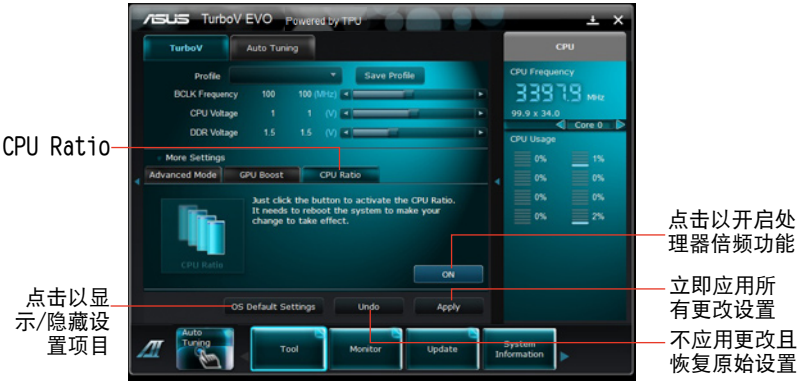 ASUS TurboV EVO Powered by TPU
TurboV Auto Tuning
Profile Save Profile
BCLK Frequency 100 100 (MHz)
CPU Voltage 1 1 (V)
DDR Voltage 1.5 1.5 (V)
More Settings
Advanced Mode GPU Boost CPU Ratio
Just click the button to activate the CPU Ratio.
It needs to reboot the system to make your
change to take effect.
CPU Ratio
ON
OS Default Settings Undo Apply
Auto
Tuning
Tool Monitor Update System
Information
CPU
CPU Frequency
3397.9 MHz
99.9 x 34.0
Core 0
CPU Usage
0% 1%
0% 0%
0% 0%
0% 2%
CPU Ratio
点击以显
示/隐藏设
置项目
点击以开启处
理器倍频功能
立即应用所
有更改设置
不应用更改且
恢复原始设置